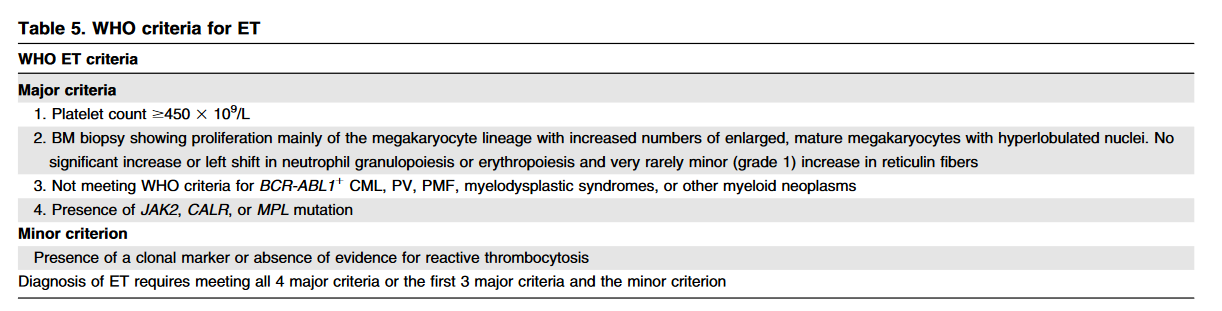 Table 5. WHO criteria for ET
WHO ET criteria
Major criteria
1. Platelet count ≥450 × 10⁹/L
2. BM biopsy showing proliferation mainly of the megakaryocyte lineage with increased numbers of enlarged, mature megakaryocytes with hyperlobulated nuclei. No
significant increase or left shift in neutrophil granulopoiesis or erythropoiesis and very rarely minor (grade 1) increase in reticulin fibers
3. Not meeting WHO criteria for BCR-ABL1⁺ CML, PV, PMF, myelodysplastic syndromes, or other myeloid neoplasms
4. Presence of JAK2, CALR, or MPL mutation
Minor criterion
Presence of a clonal marker or absence of evidence for reactive thrombocytosis
Diagnosis of ET requires meeting all 4 major criteria or the first 3 major criteria and the minor criterion